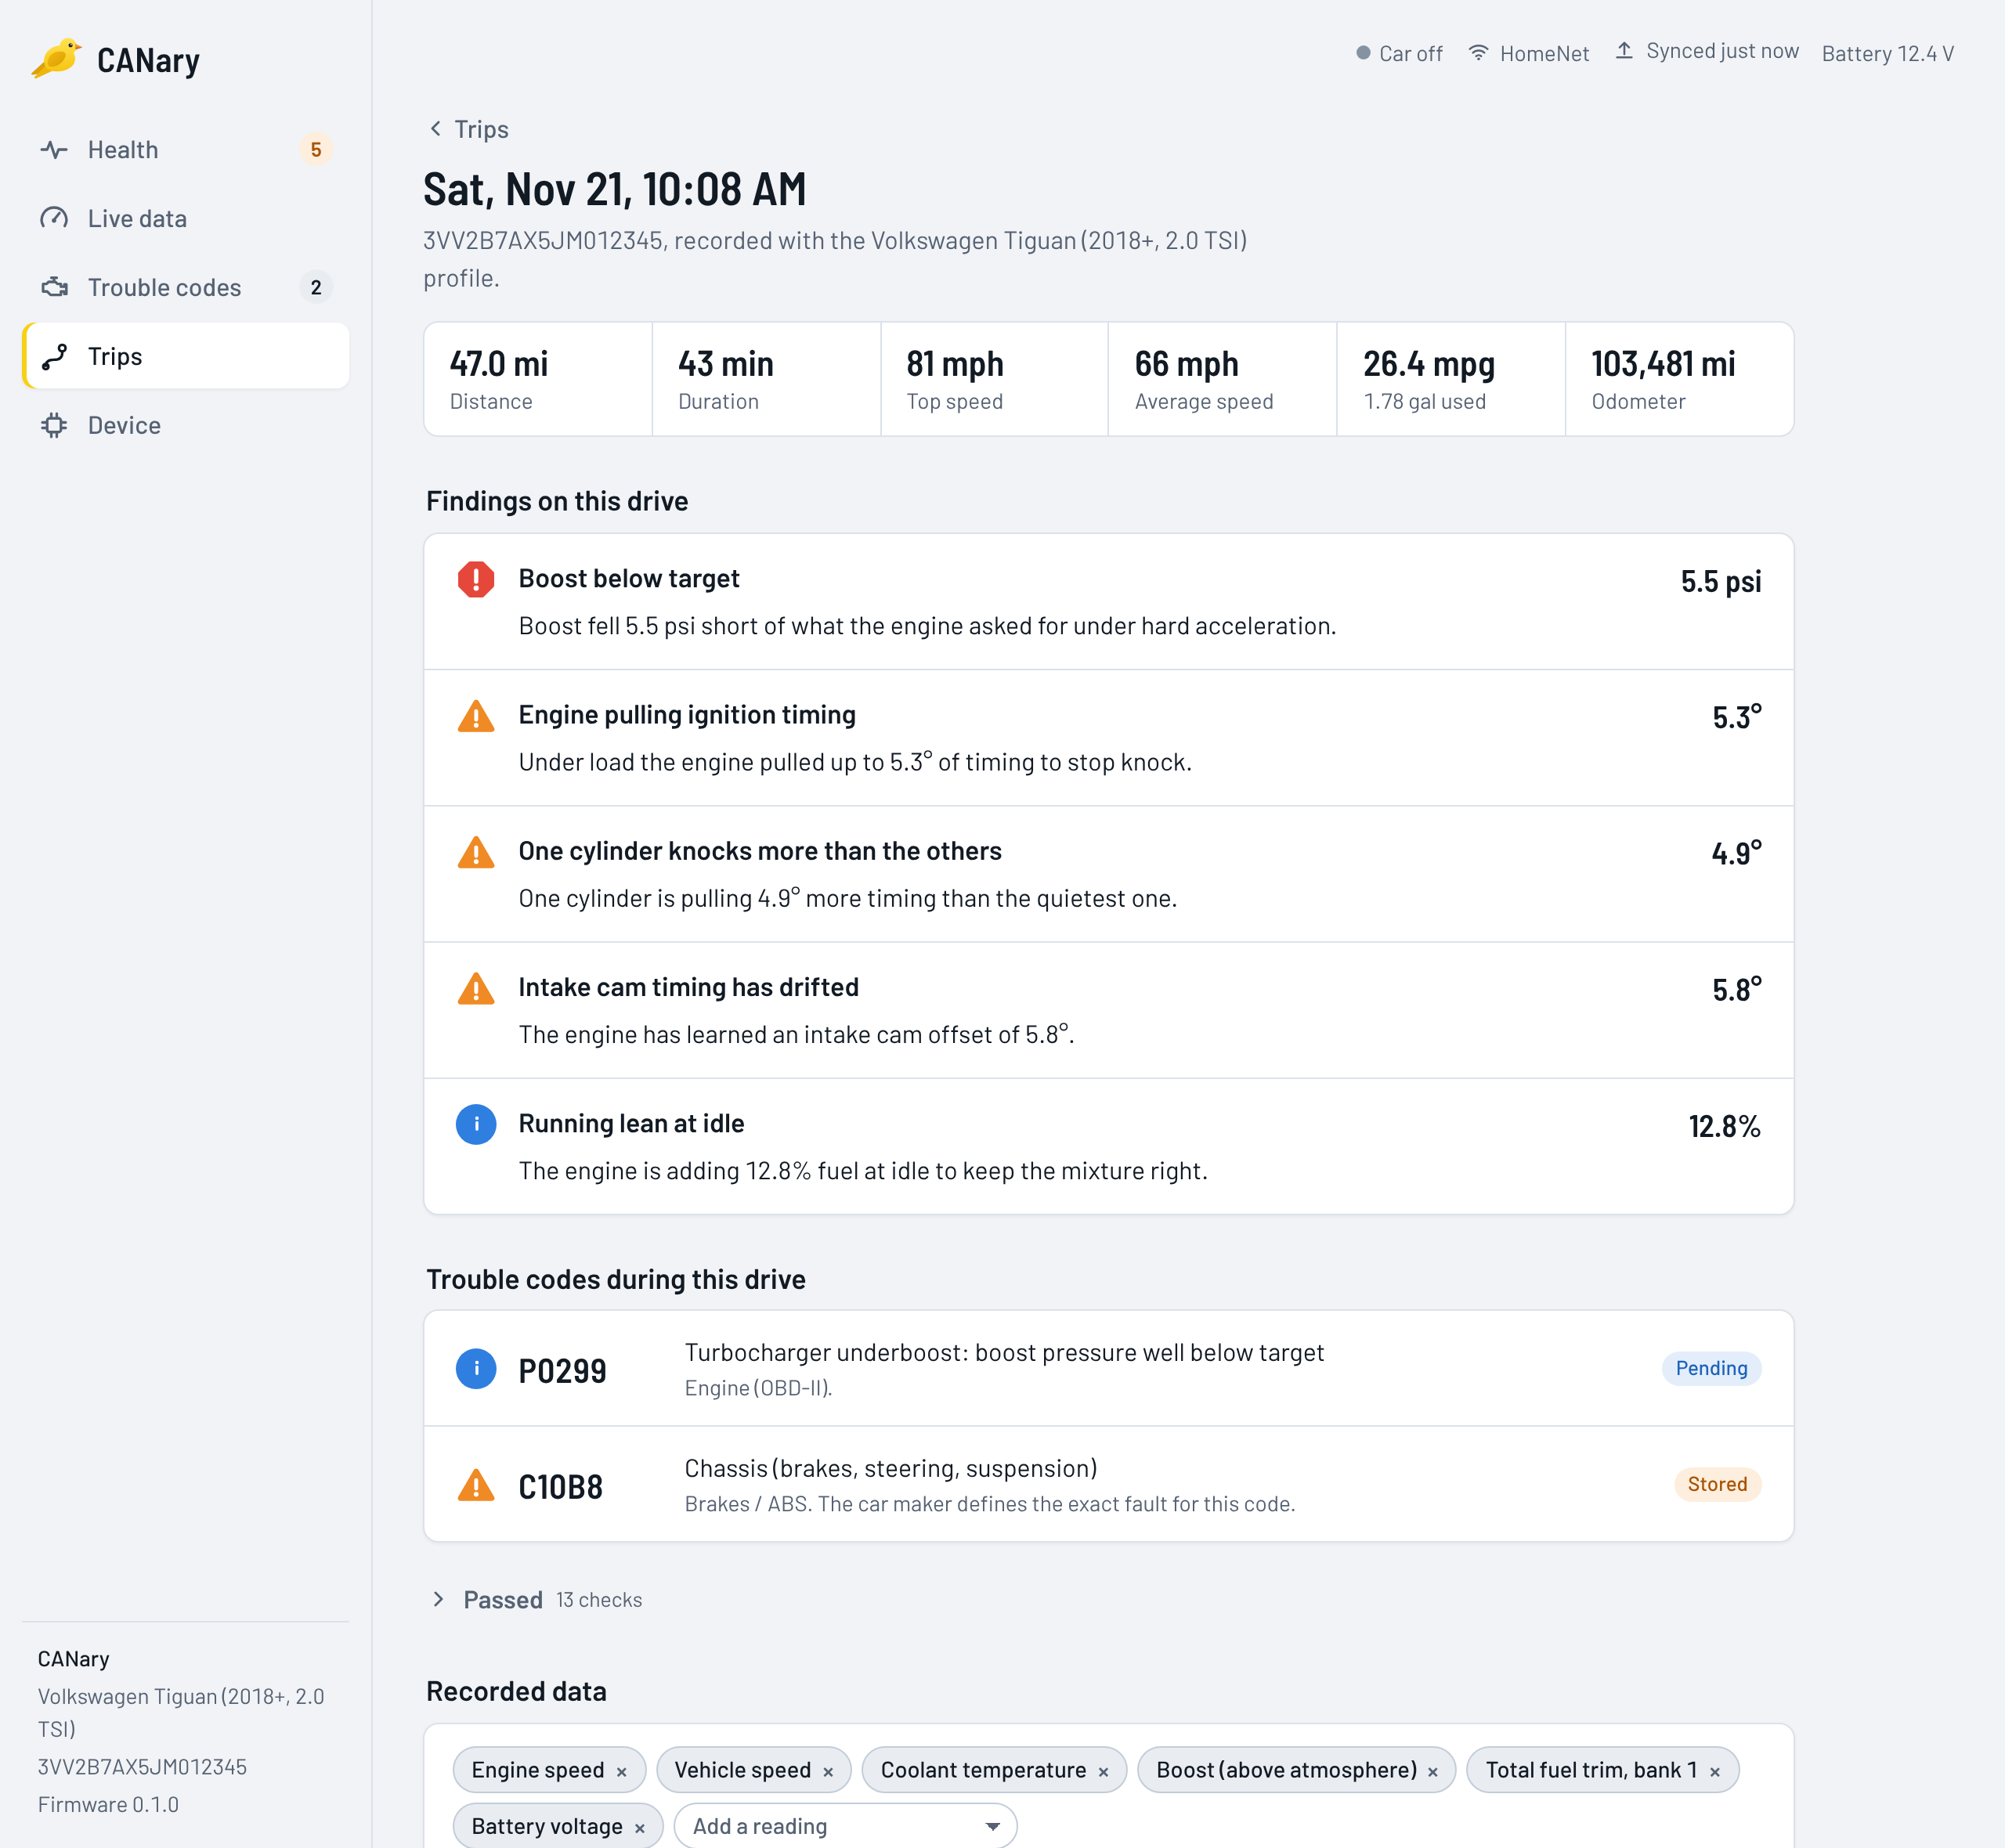 CANary
Health 5
Live data
Trouble codes 2
Trips
Device
CANary
Volkswagen Tiguan (2018+, 2.0
TSI)
3VV2B7AX5JM012345
Firmware 0.1.0
Car off HomeNet Synced just now Battery 12.4 V
Trips
Sat, Nov 21, 10:08 AM
3VV2B7AX5JM012345, recorded with the Volkswagen Tiguan (2018+, 2.0 TSI)
profile.
47.0 mi 43 min 81 mph 66 mph 26.4 mpg 103,481 mi
Distance Duration Top speed Average speed 1.78 gal used Odometer
Findings on this drive
Boost below target 5.5 psi
Boost fell 5.5 psi short of what the engine asked for under hard acceleration.
Engine pulling ignition timing 5.3°
Under load the engine pulled up to 5.3° of timing to stop knock.
One cylinder knocks more than the others 4.9°
One cylinder is pulling 4.9° more timing than the quietest one.
Intake cam timing has drifted 5.8°
The engine has learned an intake cam offset of 5.8°.
Running lean at idle 12.8%
The engine is adding 12.8% fuel at idle to keep the mixture right.
Trouble codes during this drive
P0299 Turbocharger underboost: boost pressure well below target Pending
Engine (OBD-II).
C10B8 Chassis (brakes, steering, suspension) Stored
Brakes / ABS. The car maker defines the exact fault for this code.
Passed 13 checks
Recorded data
Engine speed × Vehicle speed × Coolant temperature × Boost (above atmosphere) × Total fuel trim, bank 1 ×
Battery voltage × Add a reading